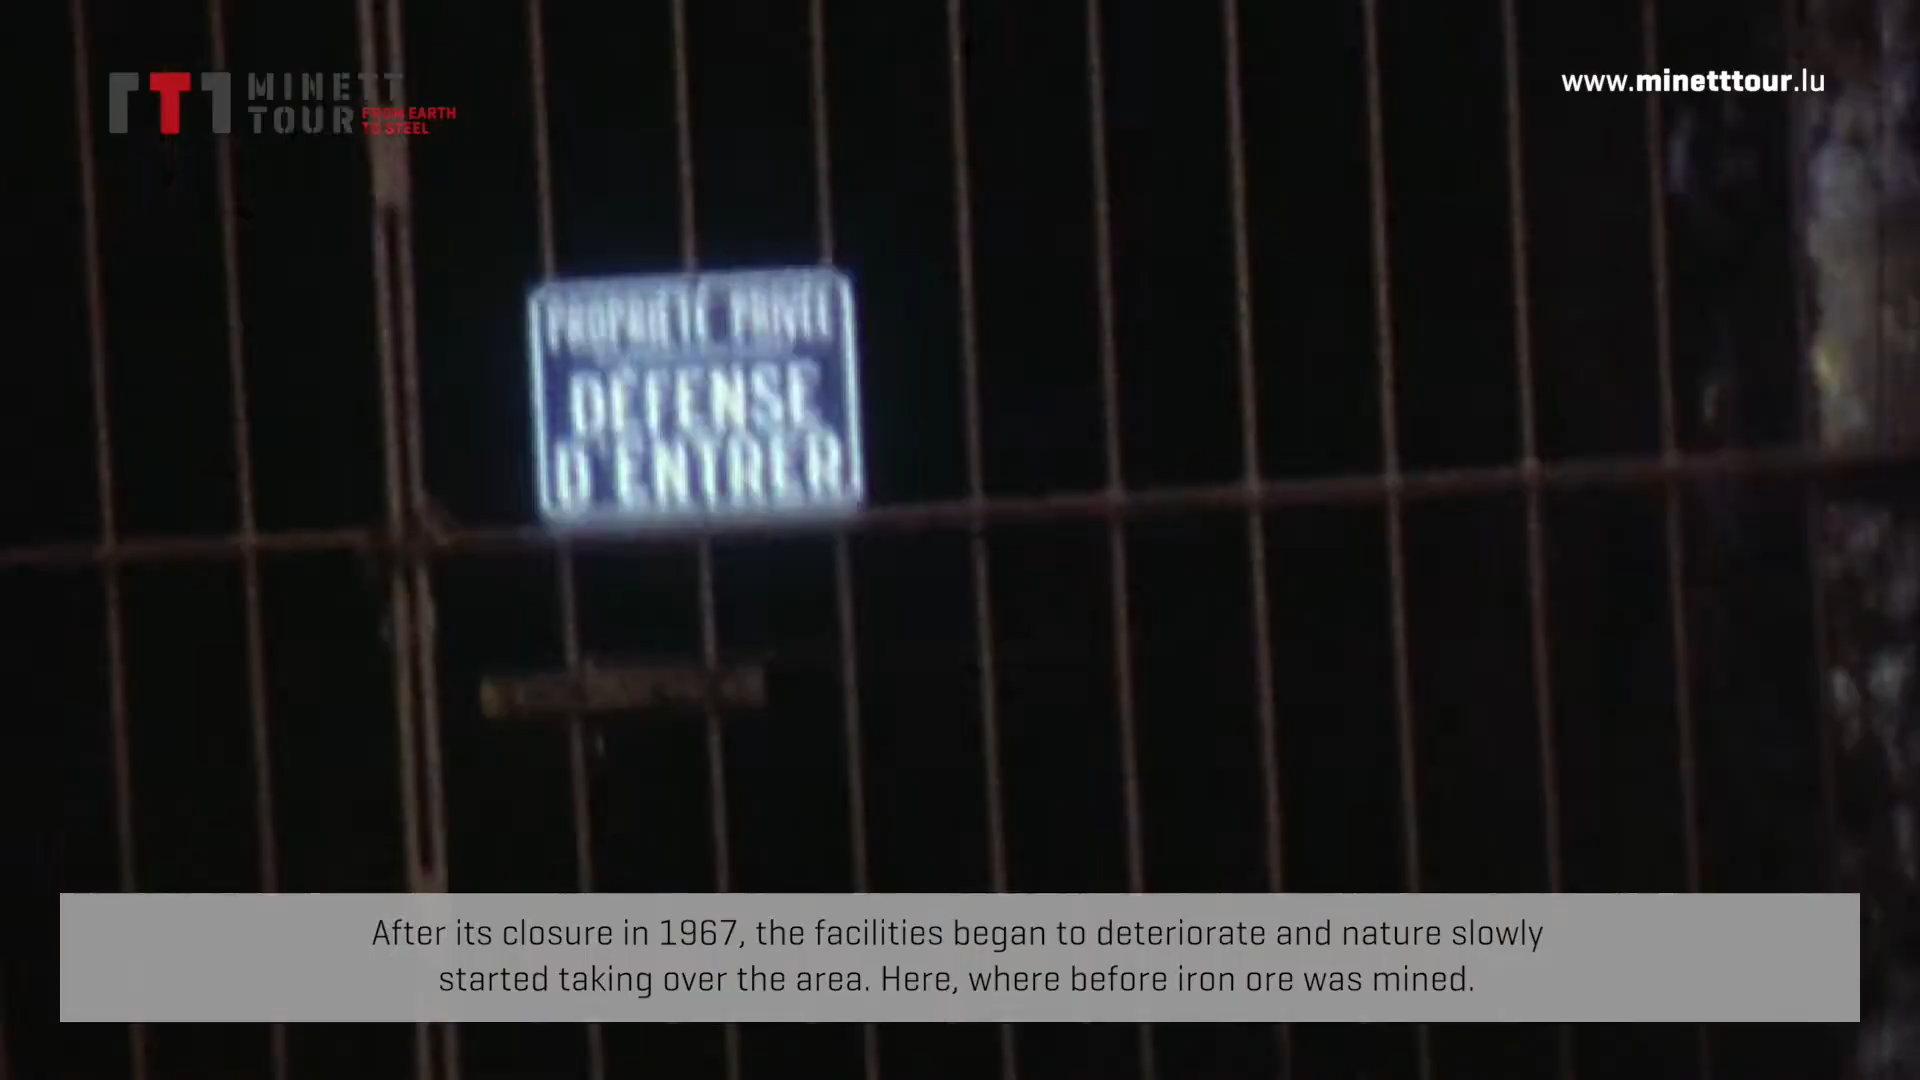 MINETT
TOUR FROM EARTH
TO STEEL
www.minetttour.lu
PROPRIÉTÉ PRIVÉE
DÉFENSE
D'ENTRER
After its closure in 1967, the facilities began to deteriorate and nature slowly
started taking over the area. Here, where before iron ore was mined.